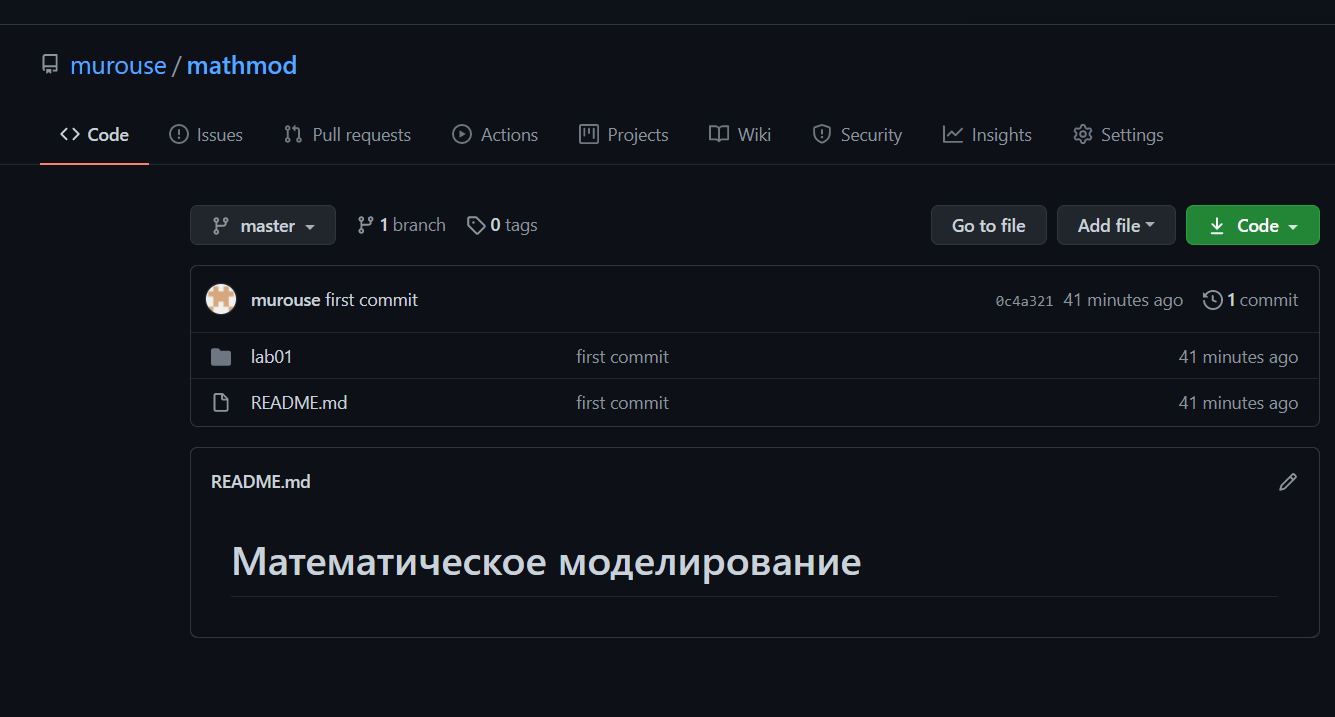 murouse / mathmod
Code Issues Pull requests Actions Projects Wiki Security Insights Settings
master 1 branch 0 tags Go to file Add file Code
murouse first commit 0c4a321 41 minutes ago 1 commit
lab01 first commit 41 minutes ago
README.md first commit 41 minutes ago
README.md
Математическое моделирование